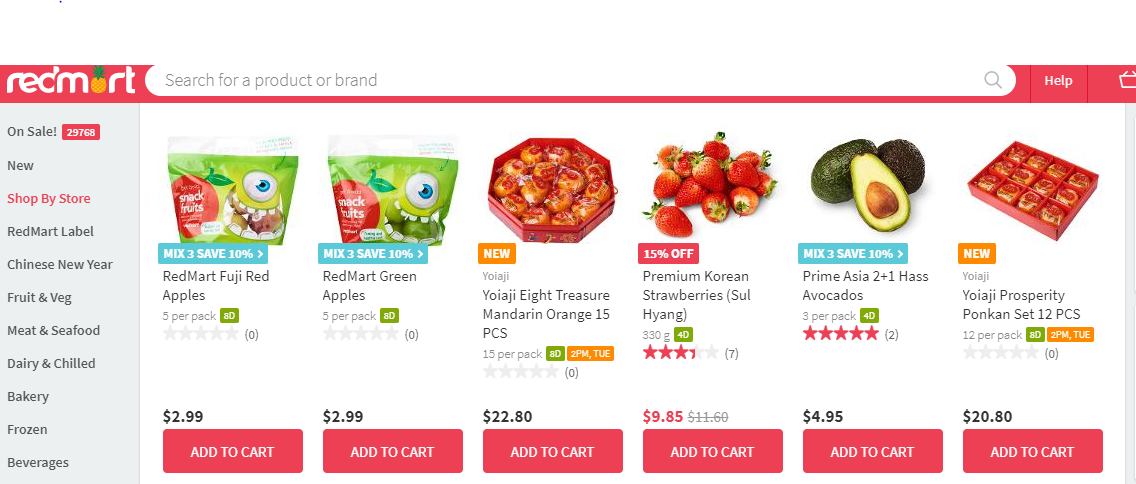 redmart
Search for a product or brand
Help
On Sale! 29768
New
Shop By Store
RedMart Label
Chinese New Year
Fruit & Veg
Meat & Seafood
Dairy & Chilled
Bakery
Frozen
Beverages
snack
fruits
MIX 3 SAVE 10% >
RedMart Fuji Red
Apples
5 per pack 8D
(0)
$2.99
ADD TO CART
snack
fruits
MIX 3 SAVE 10% >
RedMart Green
Apples
5 per pack 8D
(0)
$2.99
ADD TO CART
NEW
Yoiaji
Yoiaji Eight Treasure
Mandarin Orange 15
PCS
15 per pack 8D 2PM, TUE
(0)
$22.80
ADD TO CART
15% OFF
Premium Korean
Strawberries (Sul
Hyang)
330 g 4D
(7)
$9.85 $11.60
ADD TO CART
MIX 3 SAVE 10% >
Prime Asia 2+1 Hass
Avocados
3 per pack 4D
(2)
$4.95
ADD TO CART
NEW
Yoiaji
Yoiaji Prosperity
Ponkan Set 12 PCS
12 per pack 8D 2PM, TUE
(0)
$20.80
ADD TO CART